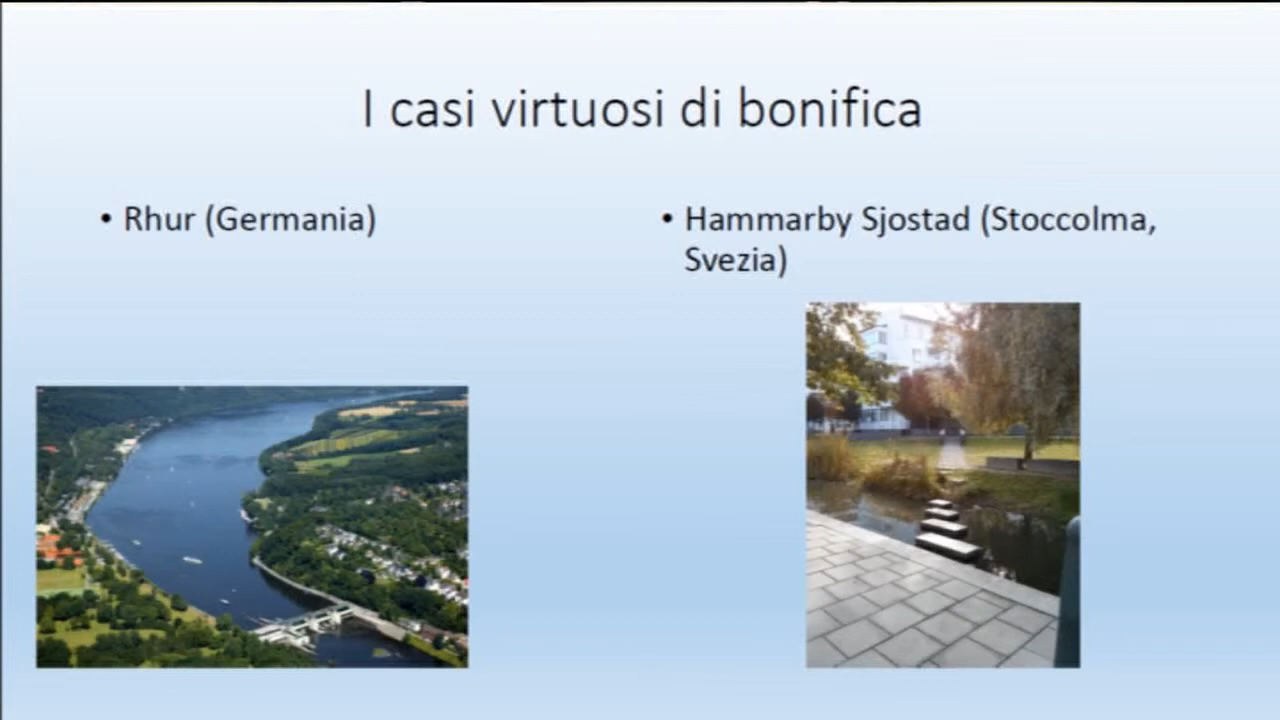 I casi virtuosi di bonifica
• Rhur (Germania)
• Hammarby Sjostad (Stoccolma,
Svezia)